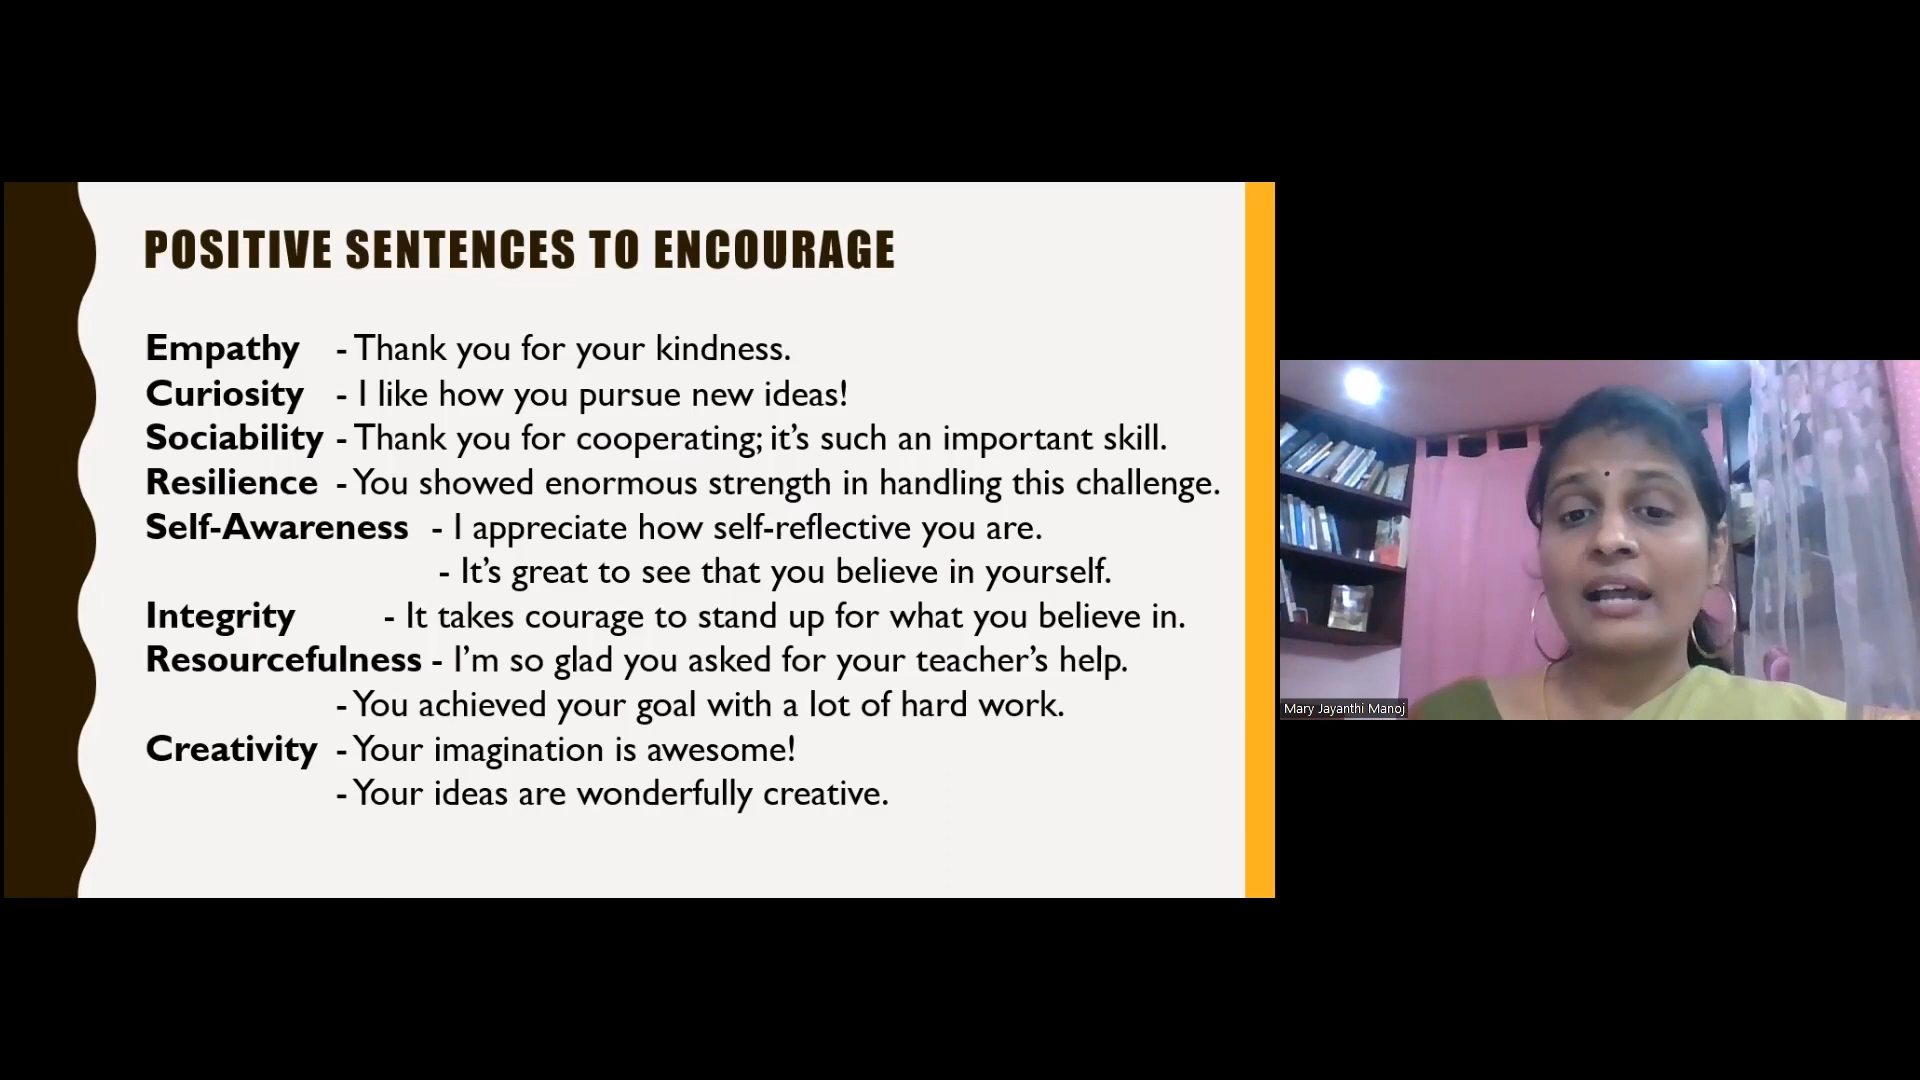 POSITIVE SENTENCES TO ENCOURAGE
Empathy - Thank you for your kindness.
Curiosity - I like how you pursue new ideas!
Sociability - Thank you for cooperating; it's such an important skill.
Resilience - You showed enormous strength in handling this challenge.
Self-Awareness - I appreciate how self-reflective you are.
- It's great to see that you believe in yourself.
Integrity - It takes courage to stand up for what you believe in.
Resourcefulness - I'm so glad you asked for your teacher's help.
- You achieved your goal with a lot of hard work.
Creativity - Your imagination is awesome!
- Your ideas are wonderfully creative.
Mary Jayanthi Manoj